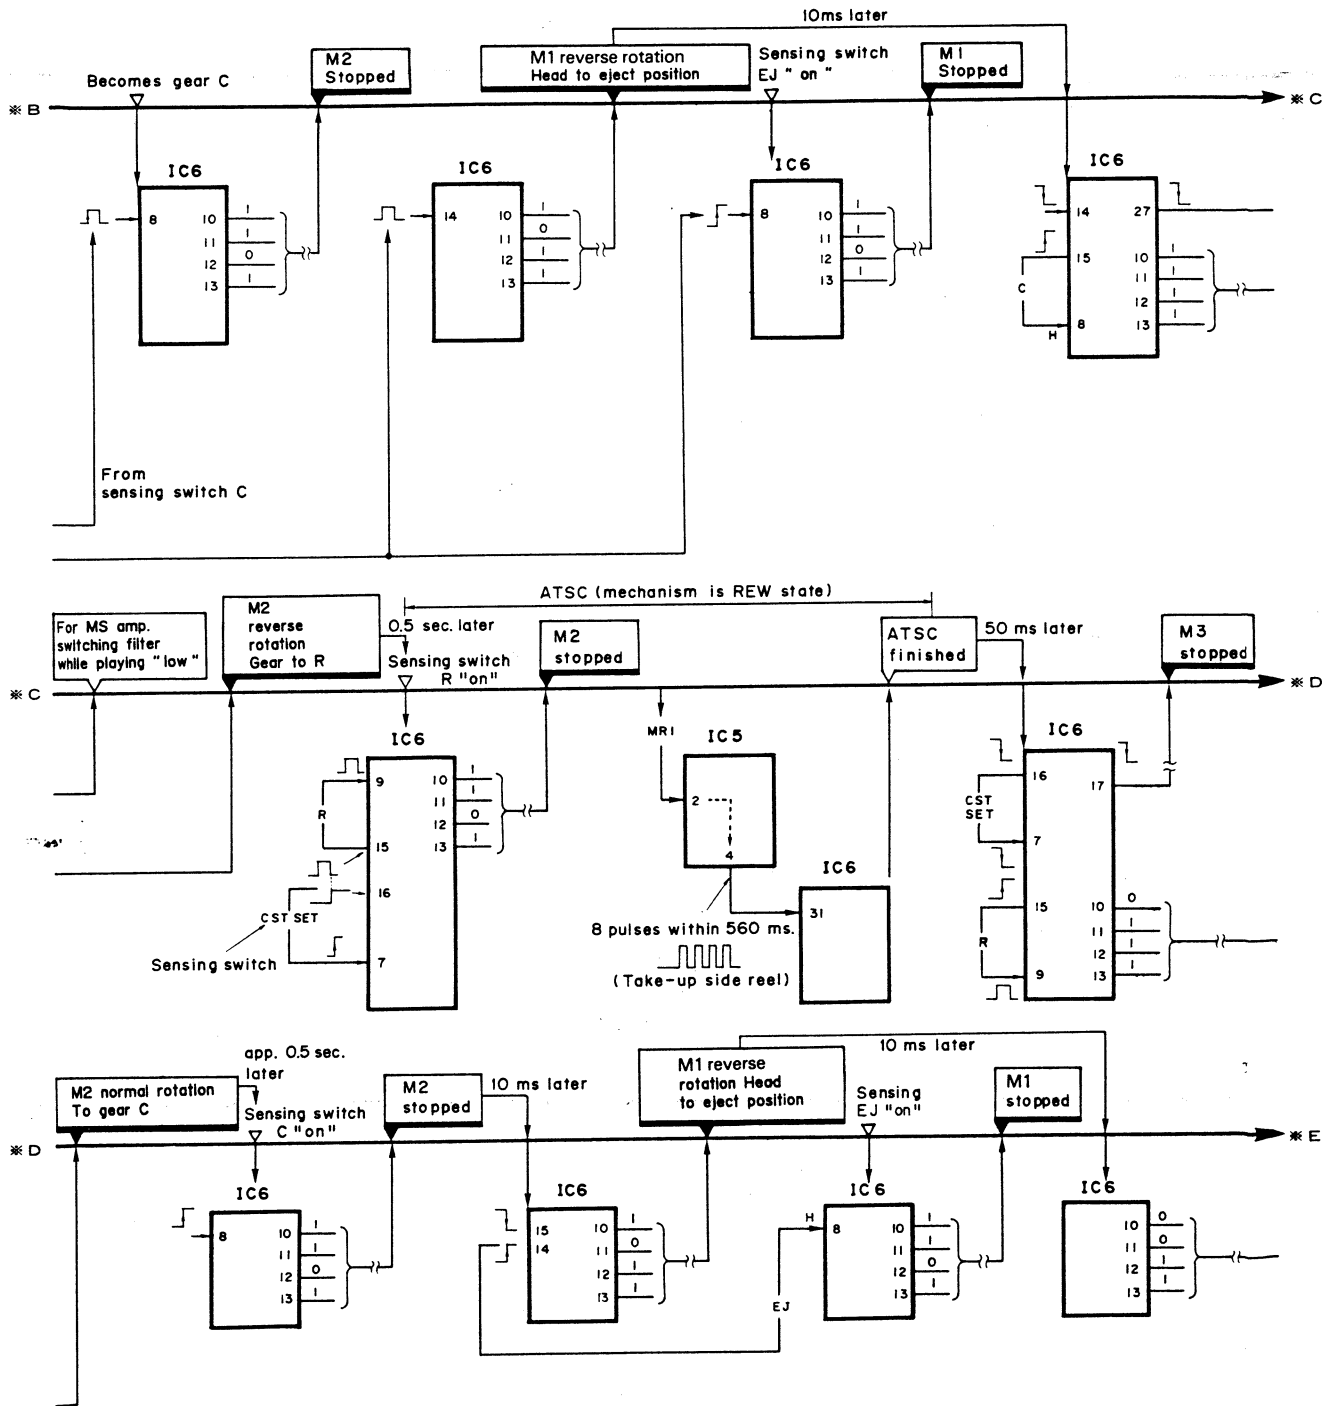 10ms later
Becomes gear C
M2
Stopped
M1 reverse rotation
Head to eject position
Sensing switch
EJ " on "
M1
Stopped
※B
※C
IC6
8
10 1
11 1
12 0
13 1
IC6
14
10 1
11 0
12 1
13 1
IC6
8
10 1
11 1
12 0
13 1
IC6
14
27
15
C
8
H
10 1
11 1
12 1
13 1
From
sensing switch C
ATSC (mechanism is REW state)
For MS amp.
switching filter
while playing "low"
M2
reverse
rotation
Gear to R
0.5 sec. later
Sensing switch
R "on"
M2
stopped
ATSC
finished
50 ms later
M3
stopped
※C
※D
IC6
9
R
15
16
CST SET
7
10 1
11 1
12 0
13 1
Sensing switch
MR1
IC5
2
4
8 pulses within 560 ms.
(Take-up side reel)
IC6
31
IC6
16
17
CST
SET
7
15
R
9
10 0
11 1
12 1
13 1
M2 normal rotation
To gear C
app. 0.5 sec.
later
Sensing switch
C "on"
M2
stopped
10 ms later
M1 reverse
rotation Head
to eject position
10 ms later
Sensing
EJ "on"
M1
stopped
※D
※E
IC6
8
10 1
11 1
12 0
13 1
IC6
15
14
10 1
11 0
12 1
13 1
EJ
H
IC6
8
10 1
11 1
12 0
13 1
IC6
10 0
11 0
12 1
13 1